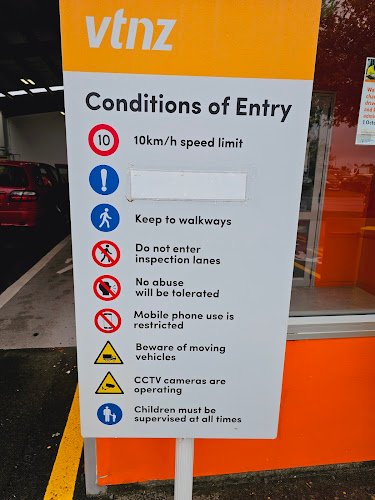 vtnz
Conditions of Entry
10
10km/h speed limit
!
Keep to walkways
Do not enter
inspection lanes
No abuse
will be tolerated
Mobile phone use is
restricted
Beware of moving
vehicles
CCTV cameras are
operating
Children must be
supervised at all times